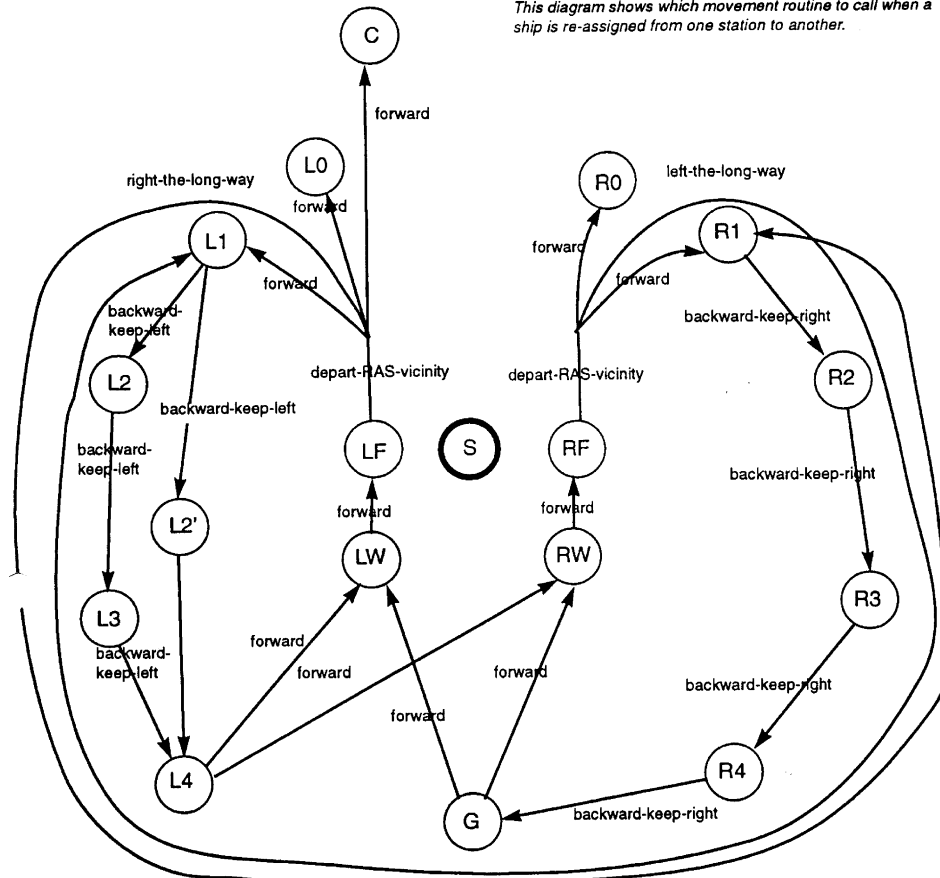 This diagram shows which movement routine to call when a
ship is re-assigned from one station to another.
C
forward
L0
R0
right-the-long-way
left-the-long-way
forward
L1
R1
forward
forward
forward
backward-
keep-left
backward-keep-right
L2
depart-RAS-vicinity
depart-RAS-vicinity
R2
backward-keep-left
LF
S
RF
backward-
keep-left
backward-keep-right
L2'
forward
forward
LW
RW
L3
R3
backward-
keep-left
forward
forward
forward
backward-keep-right
forward
L4
R4
G
backward-keep-right